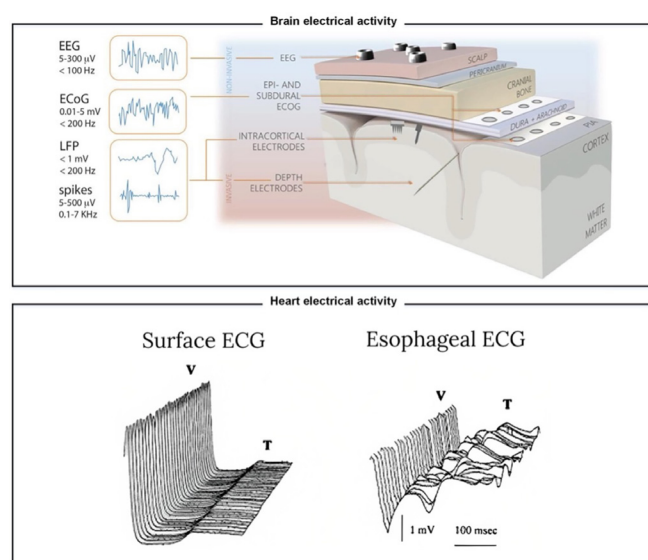 Brain electrical activity
EEG
5-300 µV
< 100 Hz
ECoG
0.01-5 mV
< 200 Hz
LFP
< 1 mV
< 200 Hz
spikes
5-500 µV
0.1-7 KHz
NON-INVASIVE
INVASIVE
EEG
EPI- AND
SUBDURAL
ECOG
INTRACORTICAL
ELECTRODES
DEPTH
ELECTRODES
SCALP
PERICRANIUM
CRANIAL
BONE
DURA + ARACHNOID
PIA
CORTEX
WHITE
MATTER
Heart electrical activity
Surface ECG
Esophageal ECG
V
T
V
T
1 mV
100 msec